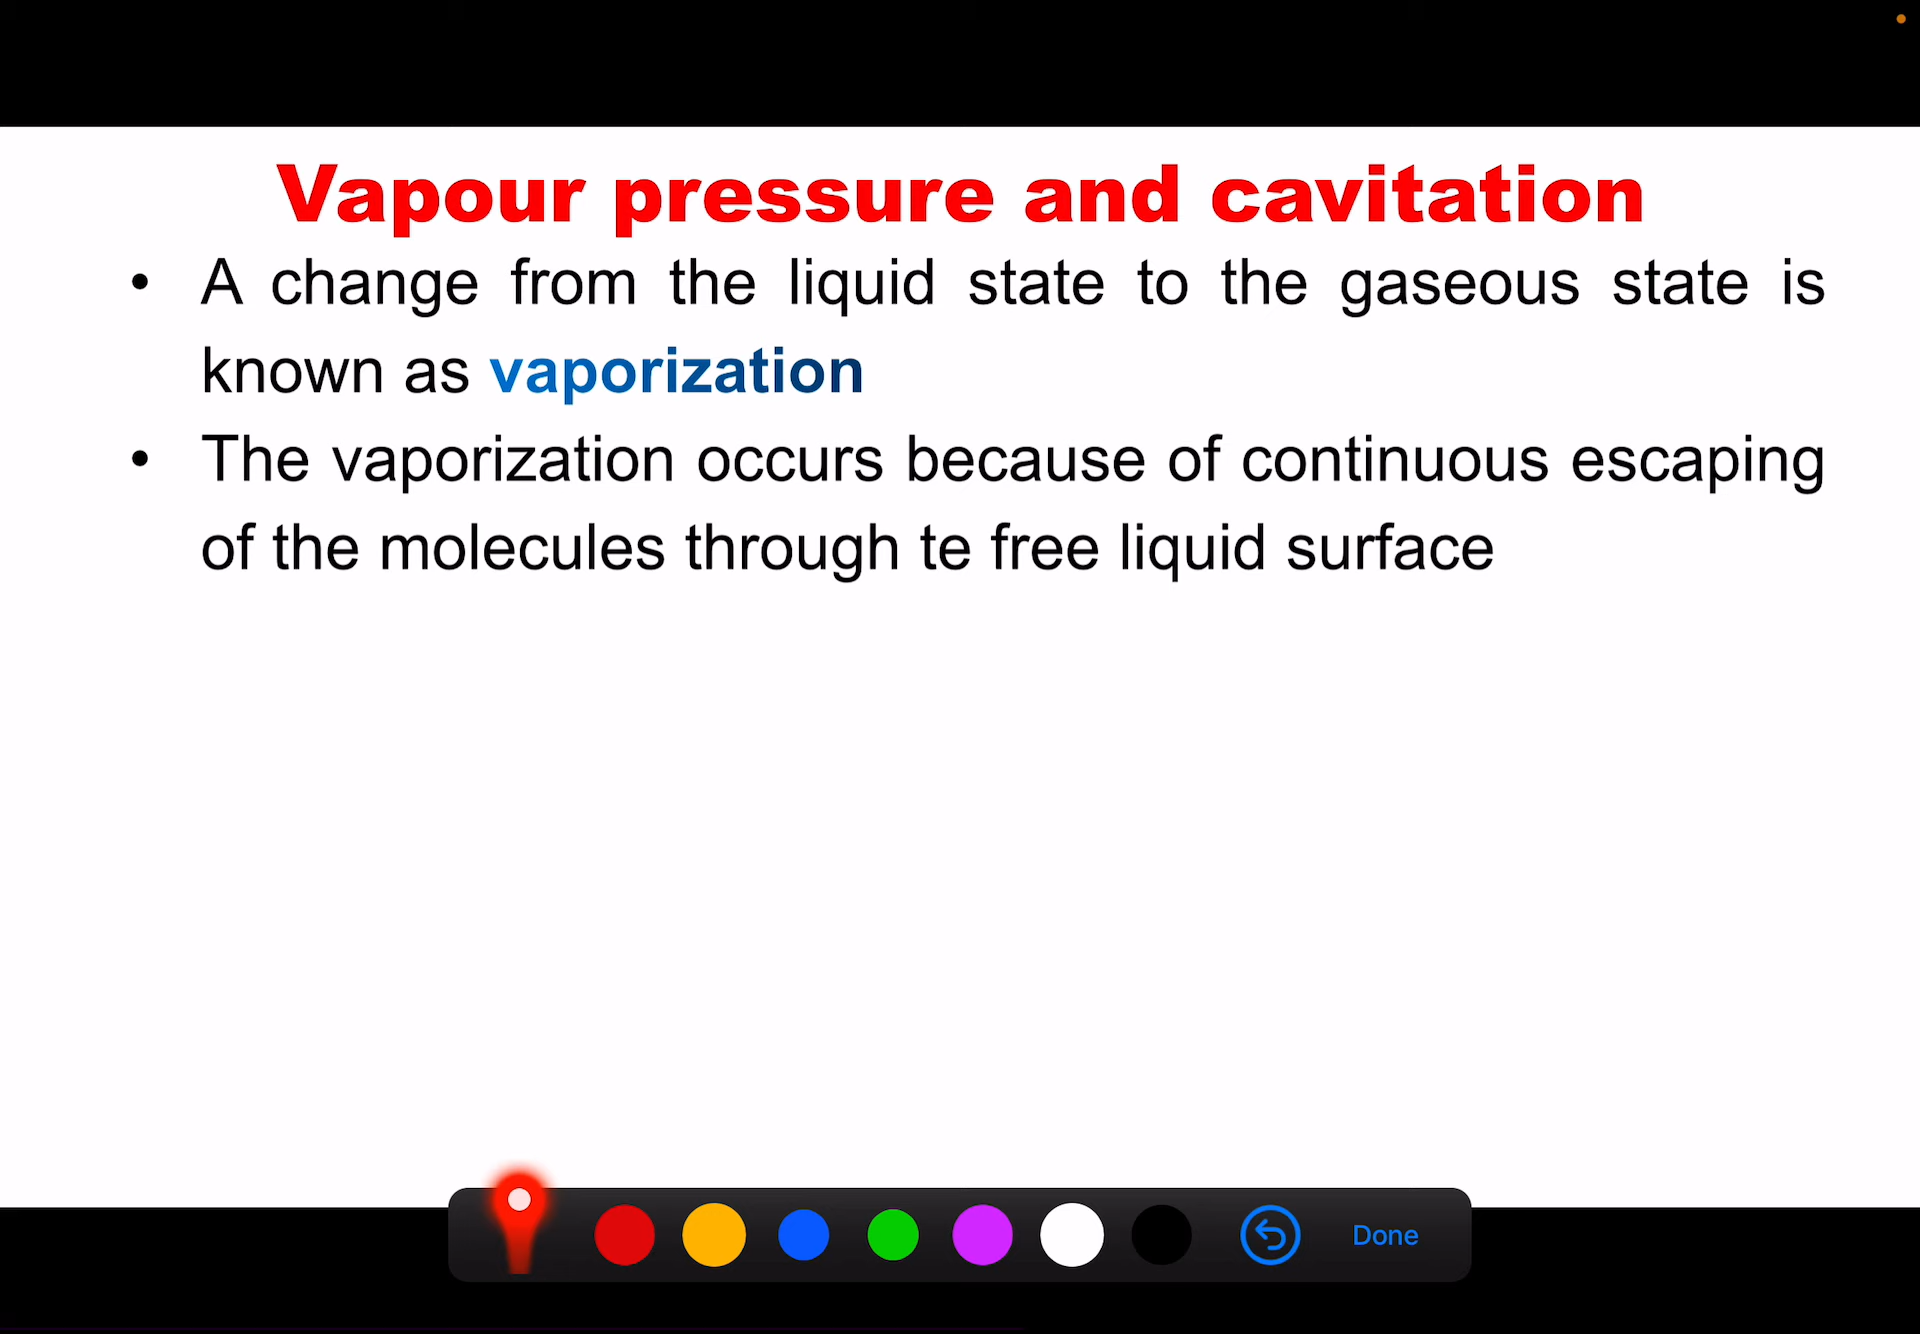 Vapour pressure and cavitation
• A change from the liquid state to the gaseous state is
known as vaporization
• The vaporization occurs because of continuous escaping
of the molecules through te free liquid surface
Done